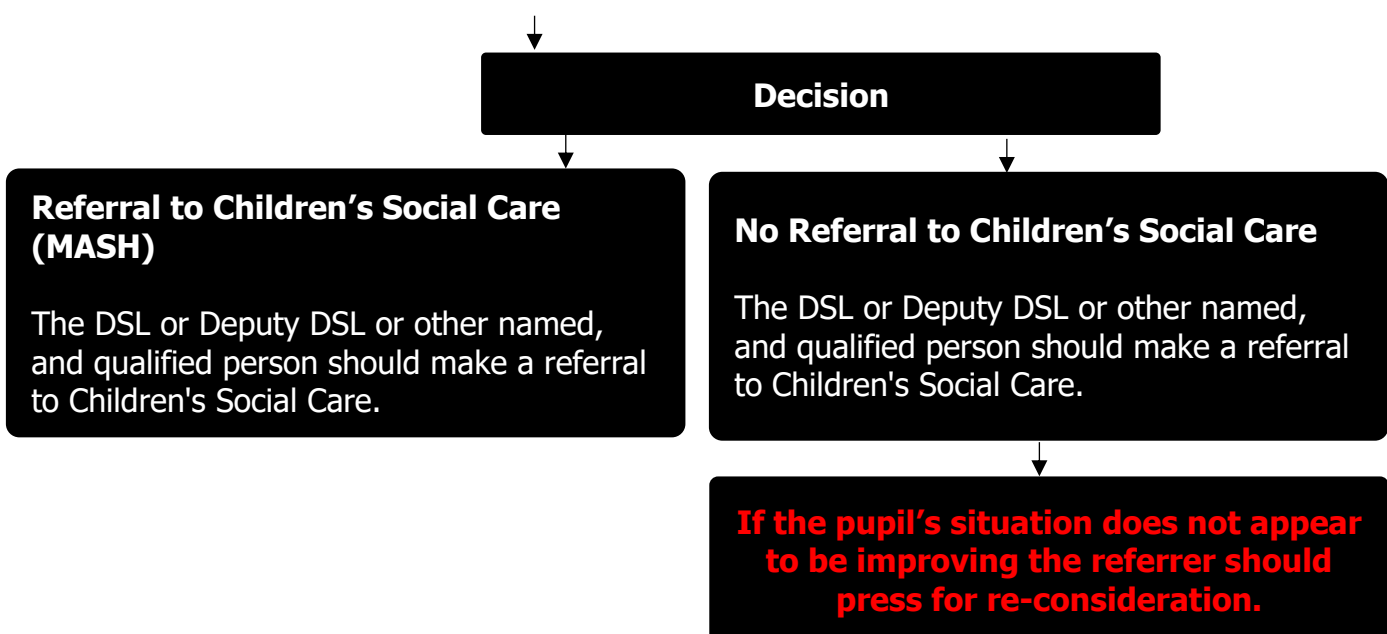 Decision
Referral to Children’s Social Care
(MASH)
The DSL or Deputy DSL or other named,
and qualified person should make a referral
to Children's Social Care.
No Referral to Children’s Social Care
The DSL or Deputy DSL or other named,
and qualified person should make a referral
to Children's Social Care.
If the pupil’s situation does not appear
to be improving the referrer should
press for re-consideration.